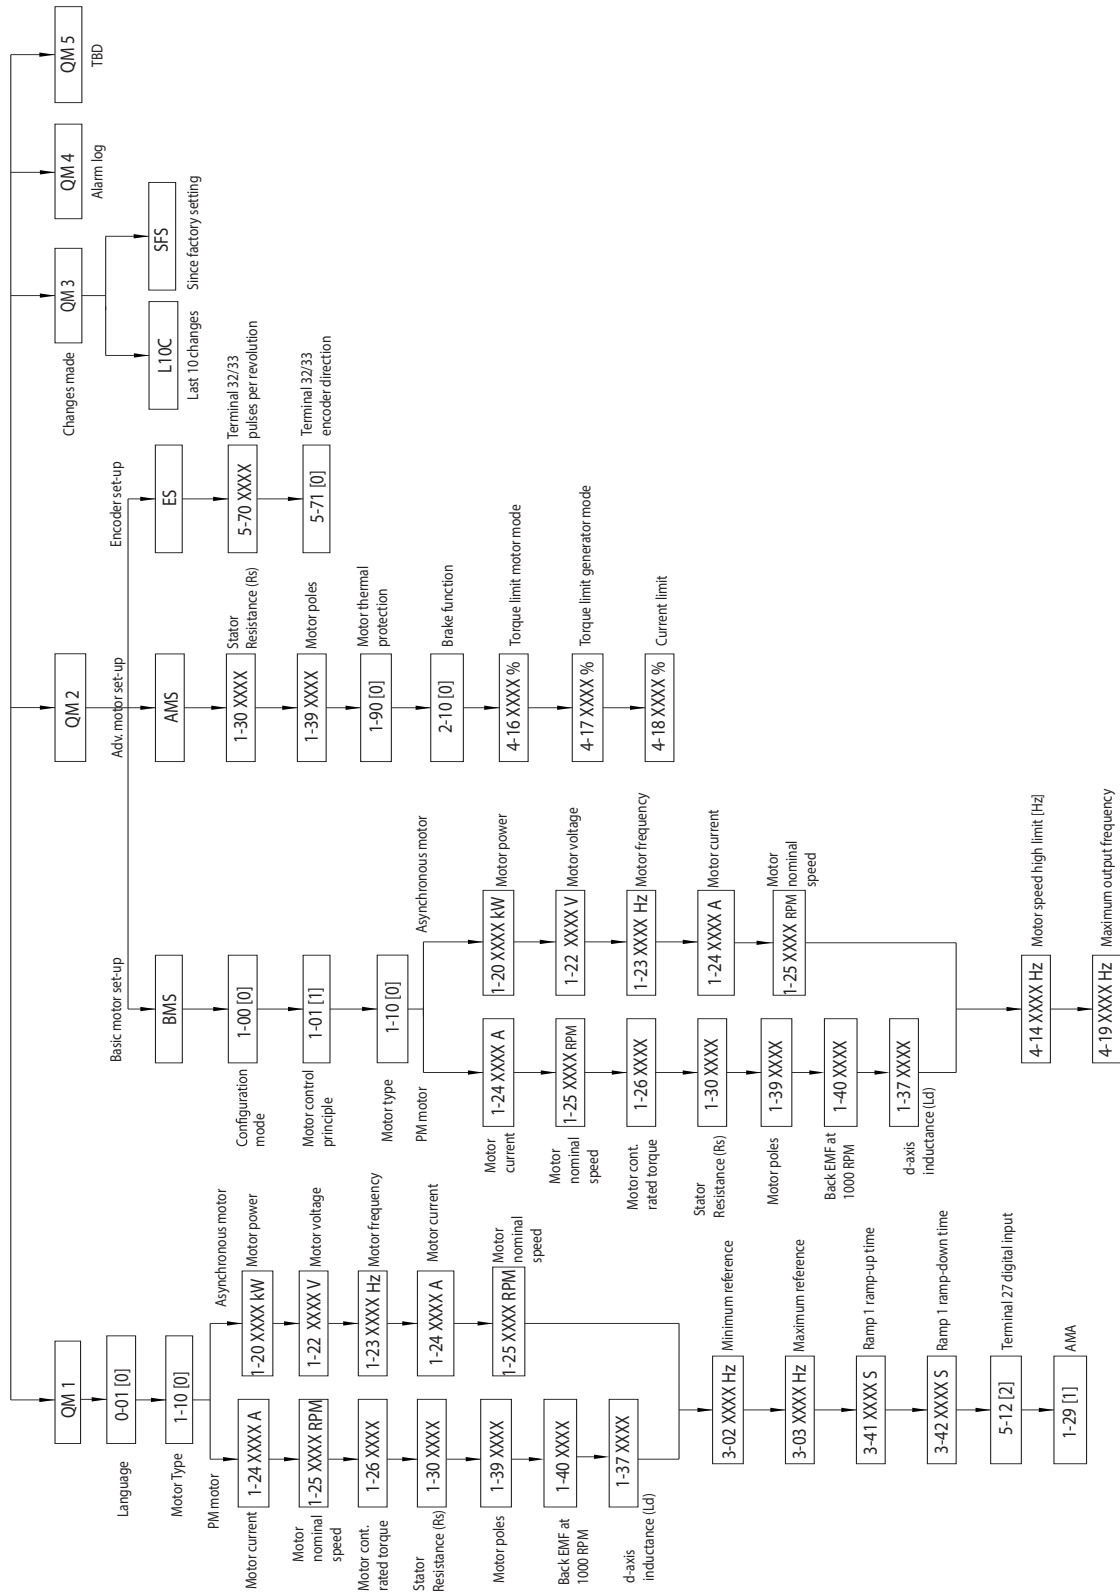 QM 1
Language
0-01 [0]
Motor Type
1-10 [0]
PM motor
Motor current
1-24 XXXX A
Motor
nominal
speed
1-25 XXXX RPM
Motor cont.
rated torque
1-26 XXXX
Stator
Resistance (Rs)
1-30 XXXX
Motor poles
1-39 XXXX
Back EMF at
1000 RPM
1-40 XXXX
d-axis
inductance (Ld)
1-37 XXXX
Asynchronous motor
1-20 XXXX kW
Motor power
1-22 XXXX V
Motor voltage
1-23 XXXX Hz
Motor frequency
1-24 XXXX A
Motor current
1-25 XXXX RPM
Motor
nominal
speed
3-02 XXXX Hz
Minimum reference
3-03 XXXX Hz
Maximum reference
3-41 XXXX S
Ramp 1 ramp-up time
3-42 XXXX S
Ramp 1 ramp-down time
5-12 [2]
Terminal 27 digital input
1-29 [1]
AMA
QM 2
Basic motor set-up
BMS
Configuration
mode
1-00 [0]
Motor control
principle
1-01 [1]
Motor type
1-10 [0]
PM motor
Motor
current
1-24 XXXX A
Motor
nominal
speed
1-25 XXXX RPM
Motor cont.
rated torque
1-26 XXXX
Stator
Resistance (Rs)
1-30 XXXX
Motor poles
1-39 XXXX
Back EMF at
1000 RPM
1-40 XXXX
d-axis
inductance (Ld)
1-37 XXXX
Asynchronous motor
1-20 XXXX kW
Motor power
1-22 XXXX V
Motor voltage
1-23 XXXX Hz
Motor frequency
1-24 XXXX A
Motor current
1-25 XXXX RPM
Motor
nominal
speed
4-14 XXXX Hz
Motor speed high limit [Hz]
4-19 XXXX Hz
Maximum output frequency
Adv. motor set-up
AMS
1-30 XXXX
Stator
Resistance (Rs)
1-39 XXXX
Motor poles
1-90 [0]
Motor thermal
protection
2-10 [0]
Brake function
4-16 XXXX %
Torque limit motor mode
4-17 XXXX %
Torque limit generator mode
4-18 XXXX %
Current limit
Encoder set-up
ES
5-70 XXXX
Terminal 32/33
pulses per revolution
5-71 [0]
Terminal 32/33
encoder direction
Changes made
QM 3
L10C
Last 10 changes
SFS
Since factory setting
QM 4
Alarm log
QM 5
TBD